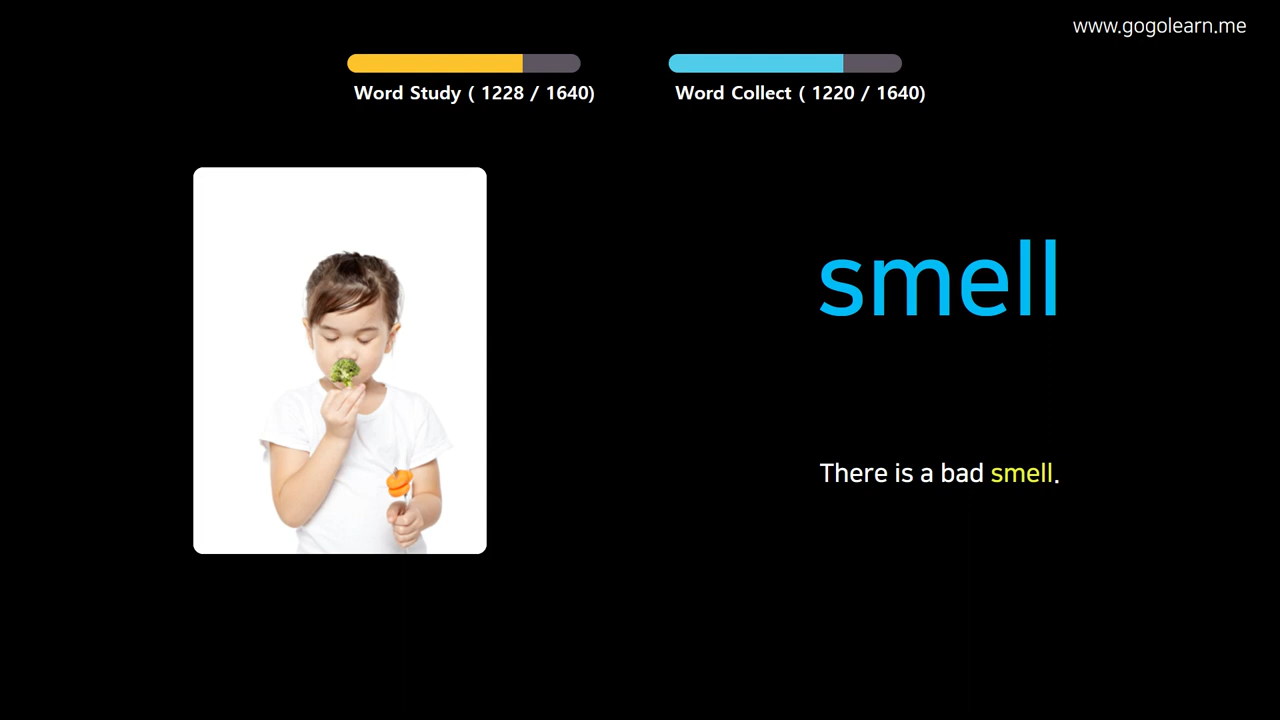 www.gogolearn.me
Word Study ( 1228 / 1640)
Word Collect ( 1220 / 1640)
smell
There is a bad smell.